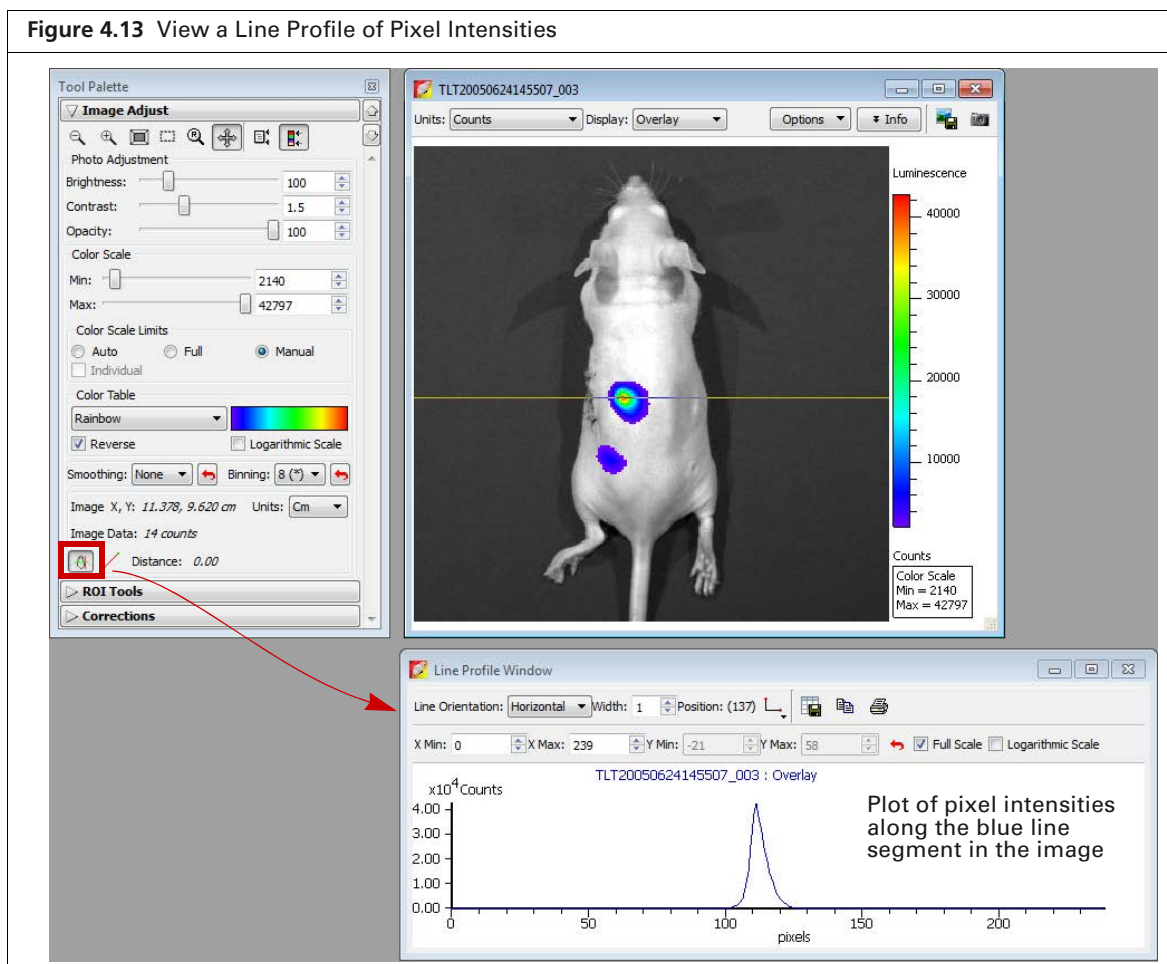 Figure 4.13 View a Line Profile of Pixel Intensities
Tool Palette
Image Adjust
Photo Adjustment
Brightness: 100
Contrast: 1.5
Opacity: 100
Color Scale
Min: 2140
Max: 42797
Color Scale Limits
Auto Full Manual
Individual
Color Table
Rainbow
Reverse Logarithmic Scale
Smoothing: None Binning: 8 (*)
Image X, Y: 11.378, 9.620 cm Units: Cm
Image Data: 14 counts
Distance: 0.00
ROI Tools
Corrections
TLT20050624145507_003
Units: Counts Display: Overlay Options Info
Luminescence
40000
30000
20000
10000
Counts
Color Scale
Min = 2140
Max = 42797
Line Profile Window
Line Orientation: Horizontal Width: 1 Position: (137)
X Min: 0 X Max: 239 Y Min: -21 Y Max: 58 Full Scale Logarithmic Scale
TLT20050624145507_003 : Overlay
x10^4 Counts
4.00
3.00
2.00
1.00
0.00
0 50 100 150 200
pixels
Plot of pixel intensities
along the blue line
segment in the image